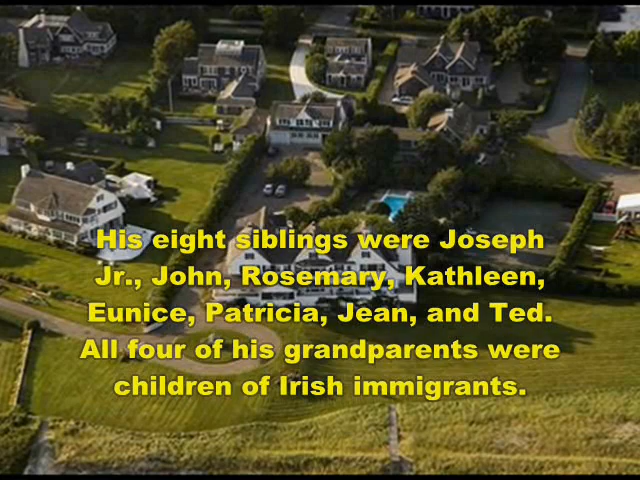 His eight siblings were Joseph
Jr., John, Rosemary, Kathleen,
Eunice, Patricia, Jean, and Ted.
All four of his grandparents were
children of Irish immigrants.